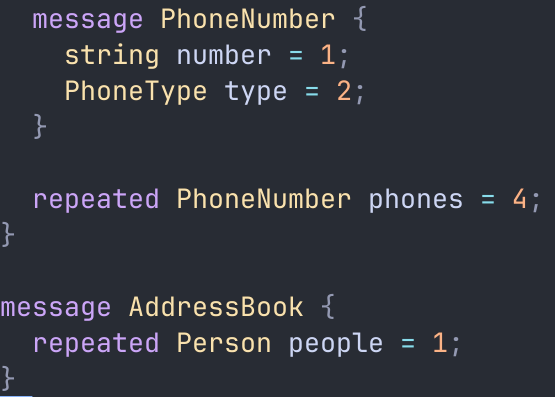 message PhoneNumber {
string number = 1;
PhoneType type = 2;
}
repeated PhoneNumber phones = 4;
}
message AddressBook {
repeated Person people = 1;
}